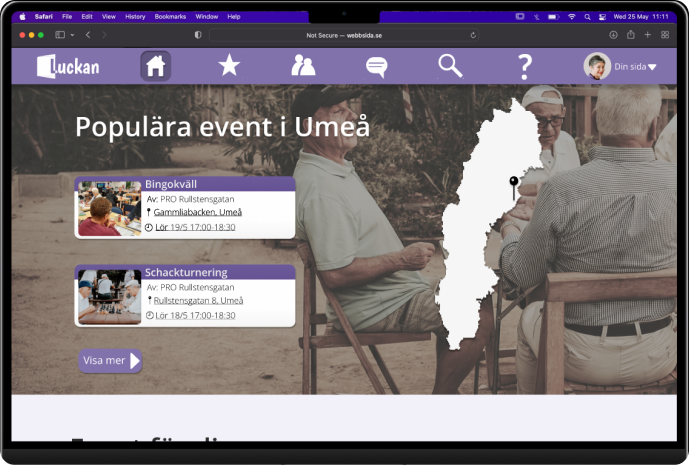 Safari File Edit View History Bookmarks Window Help Wed 25 May 11:11
Not Secure — webbsida.se
Luckan ? Din sida
Populära event i Umeå
Bingokväll
Av: PRO Rullstensgatan
Gammliabacken, Umeå
Lör 19/5 17:00-18:30
Schackturnering
Av: PRO Rullstensgatan
Rullstensgatan 8, Umeå
Lör 18/5 17:00-18:30
Visa mer